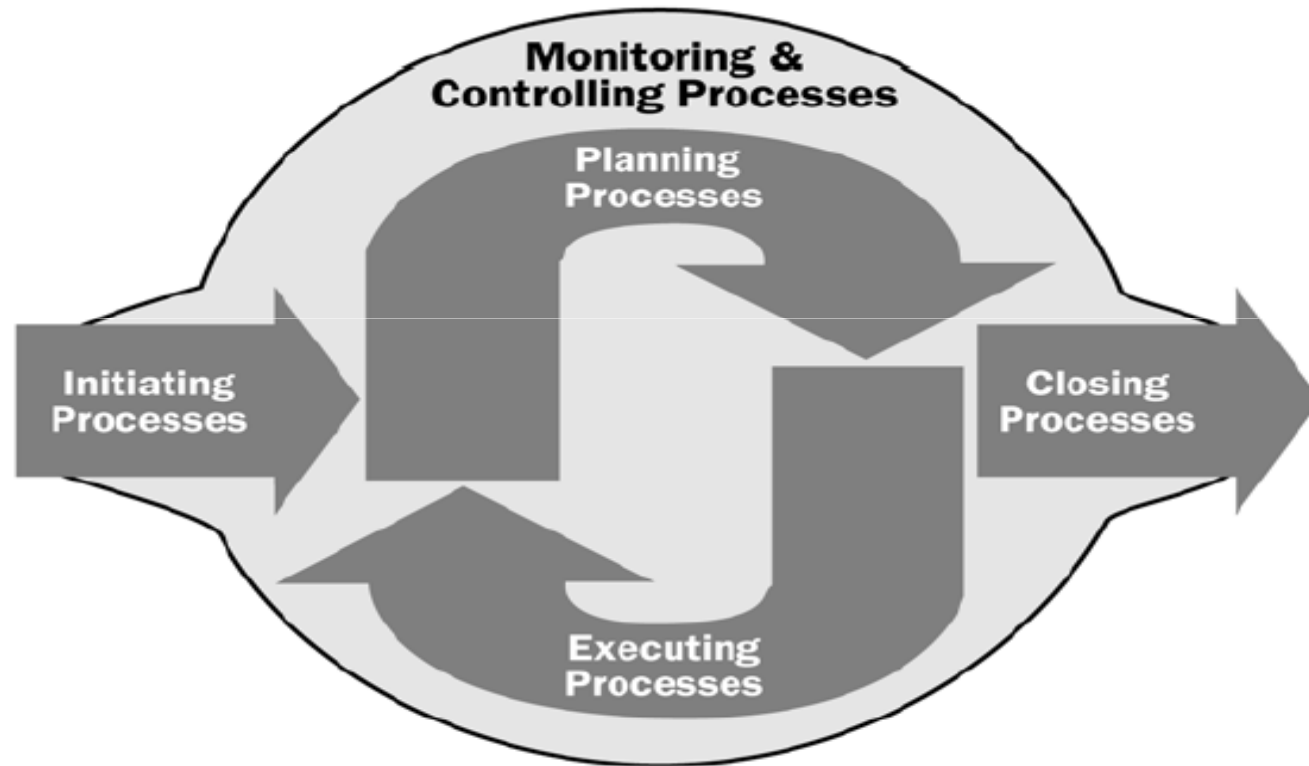 Monitoring &
Controlling Processes
Planning
Processes
Initiating
Processes
Closing
Processes
Executing
Processes